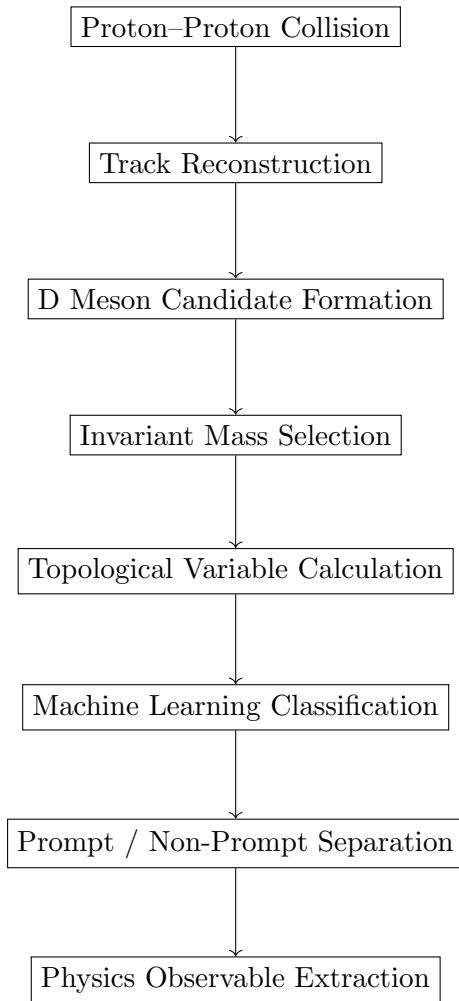 Proton–Proton Collision
Track Reconstruction
D Meson Candidate Formation
Invariant Mass Selection
Topological Variable Calculation
Machine Learning Classification
Prompt / Non-Prompt Separation
Physics Observable Extraction